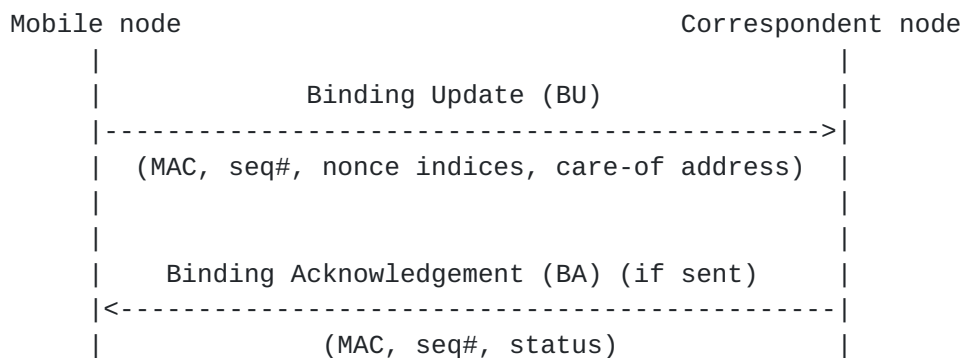 Mobile node Correspondent node
| |
| Binding Update (BU) |
|---------------------------------------------->|
| (MAC, seq#, nonce indices, care-of address) |
| |
| |
| Binding Acknowledgement (BA) (if sent) |
|<----------------------------------------------|
| (MAC, seq#, status) |